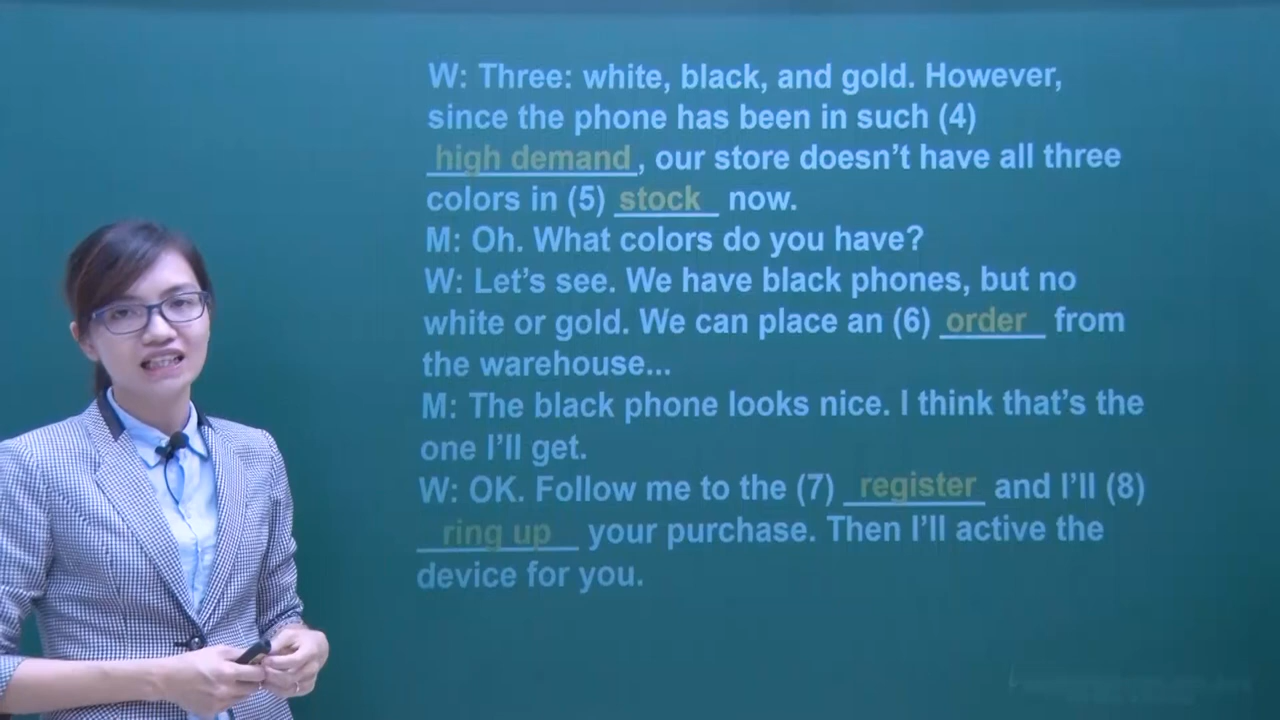 W: Three: white, black, and gold. However,
since the phone has been in such (4)
high demand, our store doesn't have all three
colors in (5) stock now.
M: Oh. What colors do you have?
W: Let's see. We have black phones, but no
white or gold. We can place an (6) order from
the warehouse...
M: The black phone looks nice. I think that's the
one I'll get.
W: OK. Follow me to the (7) register and I'll (8)
ring up your purchase. Then I'll active the
device for you.